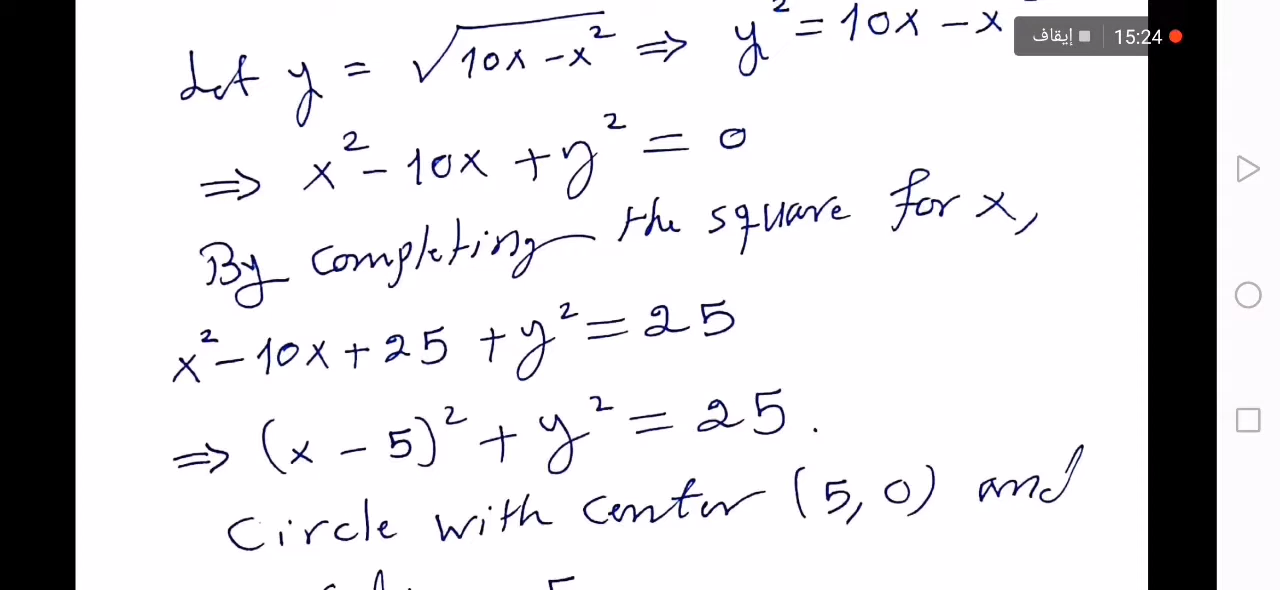 Let y = √(10x − x²) ⇒ y² = 10x − x
إيقاف 15:24
⇒ x² − 10x + y² = 0
By completing the square for x,
x² − 10x + 25 + y² = 25
⇒ (x − 5)² + y² = 25.
Circle with center (5, 0) and